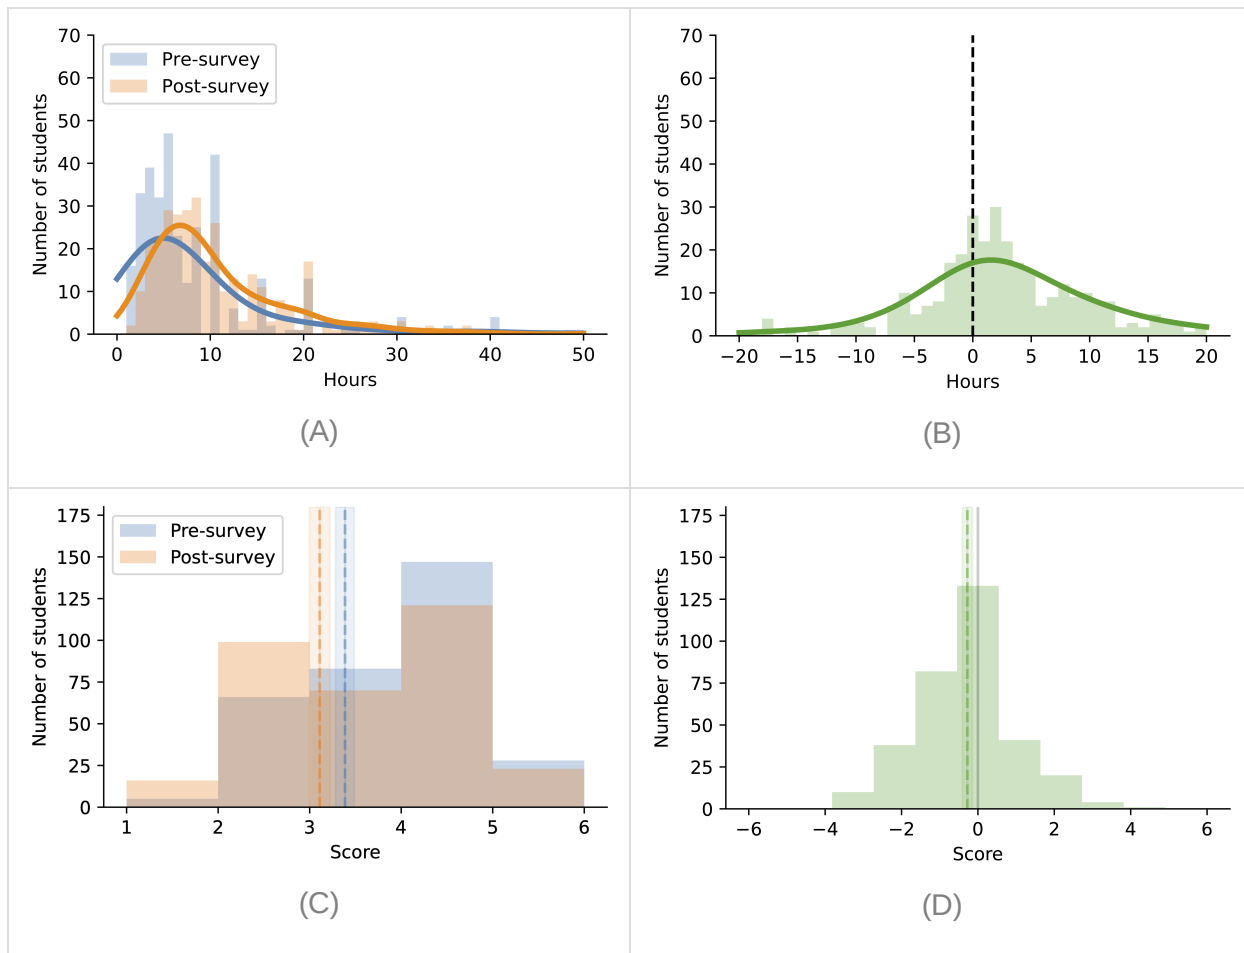 70
60
50
40
30
20
10
0
Number of students
Pre-survey
Post-survey
0 10 20 30 40 50
Hours
(A)
70
60
50
40
30
20
10
0
Number of students
−20 −15 −10 −5 0 5 10 15 20
Hours
(B)
175
150
125
100
75
50
25
0
Number of students
Pre-survey
Post-survey
1 2 3 4 5 6
Score
(C)
175
150
125
100
75
50
25
0
Number of students
−6 −4 −2 0 2 4 6
Score
(D)